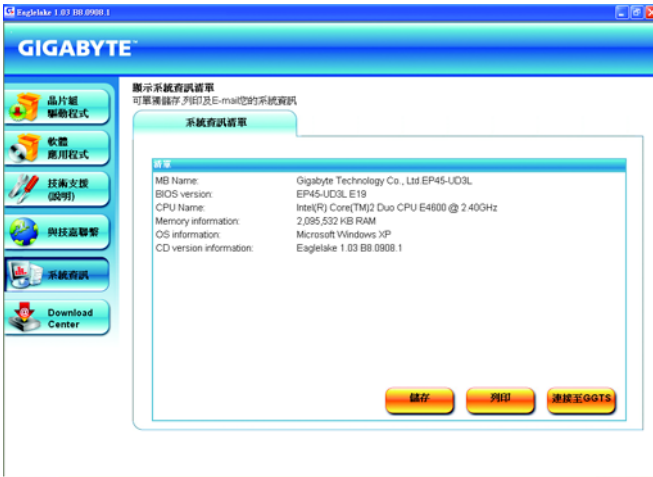 Eaglelake 1.03 B8.0908.1
GIGABYTE™
晶片組
驅動程式
軟體
應用程式
技術支援
(說明)
與技嘉聯繫
系統資訊
Download
Center
顯示系統資訊清單
可單獨儲存,列印及E-mail您的系統資訊
系統資訊清單
清單
MB Name: Gigabyte Technology Co., Ltd.EP45-UD3L
BIOS version: EP45-UD3L E19
CPU Name: Intel(R) Core(TM)2 Duo CPU E4600 @ 2.40GHz
Memory information: 2,095,532 KB RAM
OS information: Microsoft Windows XP
CD version information: Eaglelake 1.03 B8.0908.1
儲存
列印
連接至GGTS